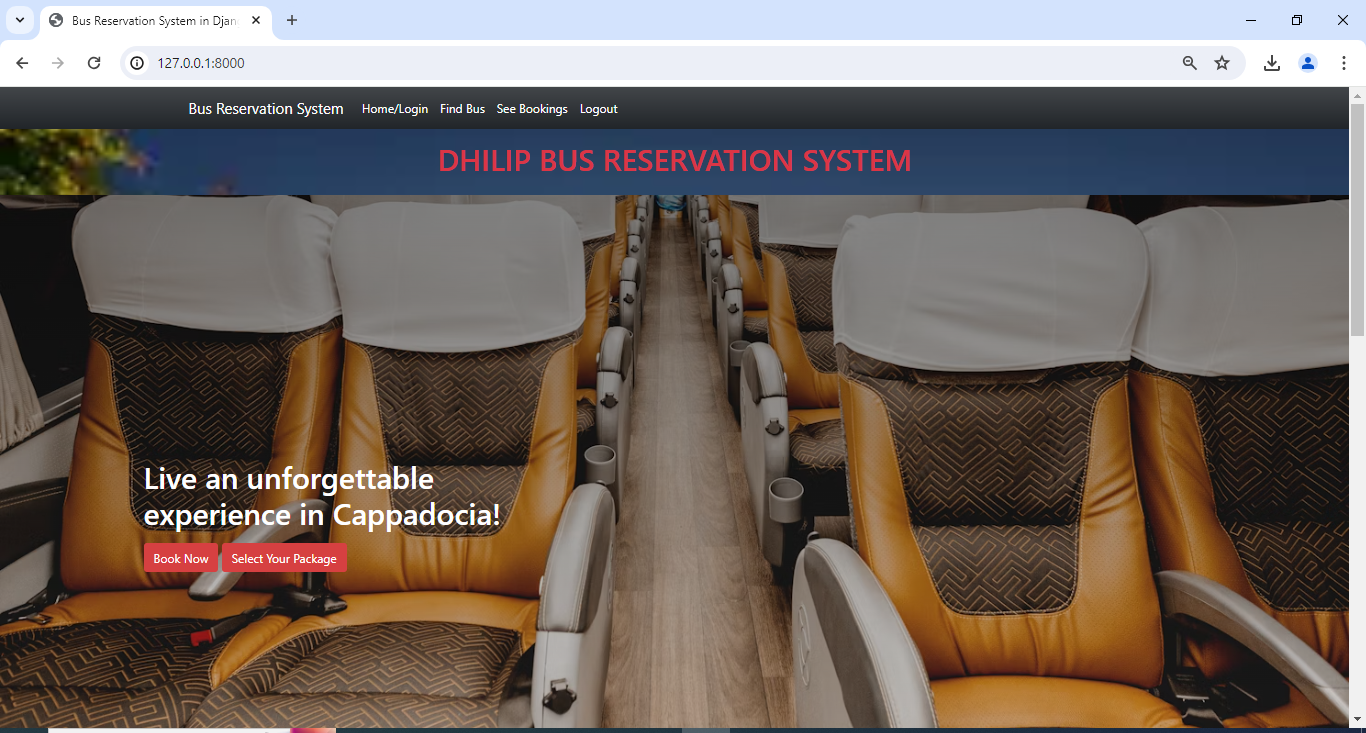 Bus Reservation System in Djan
127.0.0.1:8000
Bus Reservation System Home/Login Find Bus See Bookings Logout
DHILIP BUS RESERVATION SYSTEM
Live an unforgettable
experience in Cappadocia!
Book Now Select Your Package